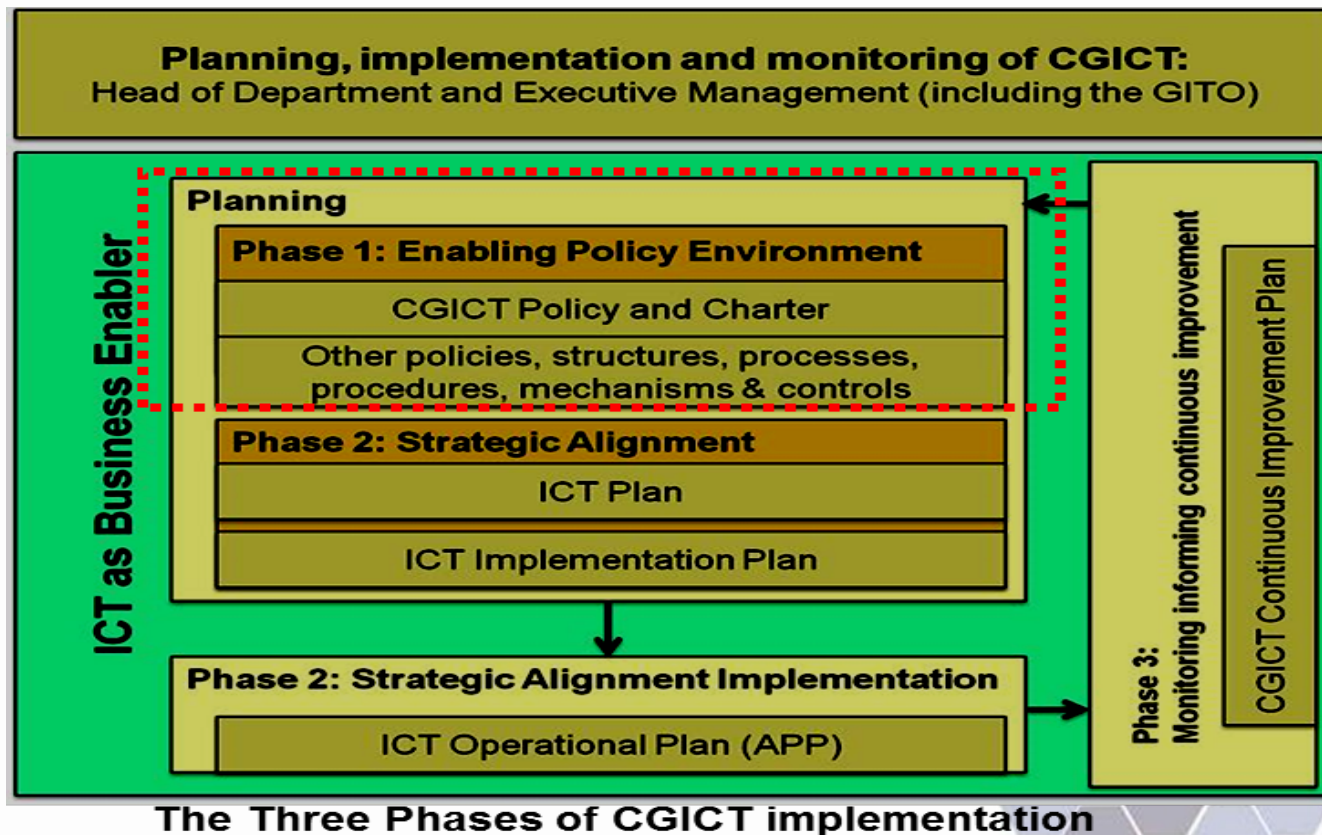 Planning, implementation and monitoring of CGICT:
Head of Department and Executive Management (including the GITO)
ICT as Business Enabler
Planning
Phase 1: Enabling Policy Environment
CGICT Policy and Charter
Other policies, structures, processes,
procedures, mechanisms & controls
Phase 2: Strategic Alignment
ICT Plan
ICT Implementation Plan
Phase 2: Strategic Alignment Implementation
ICT Operational Plan (APP)
Phase 3:
Monitoring informing continuous improvement
CGICT Continuous Improvement Plan
The Three Phases of CGICT implementation